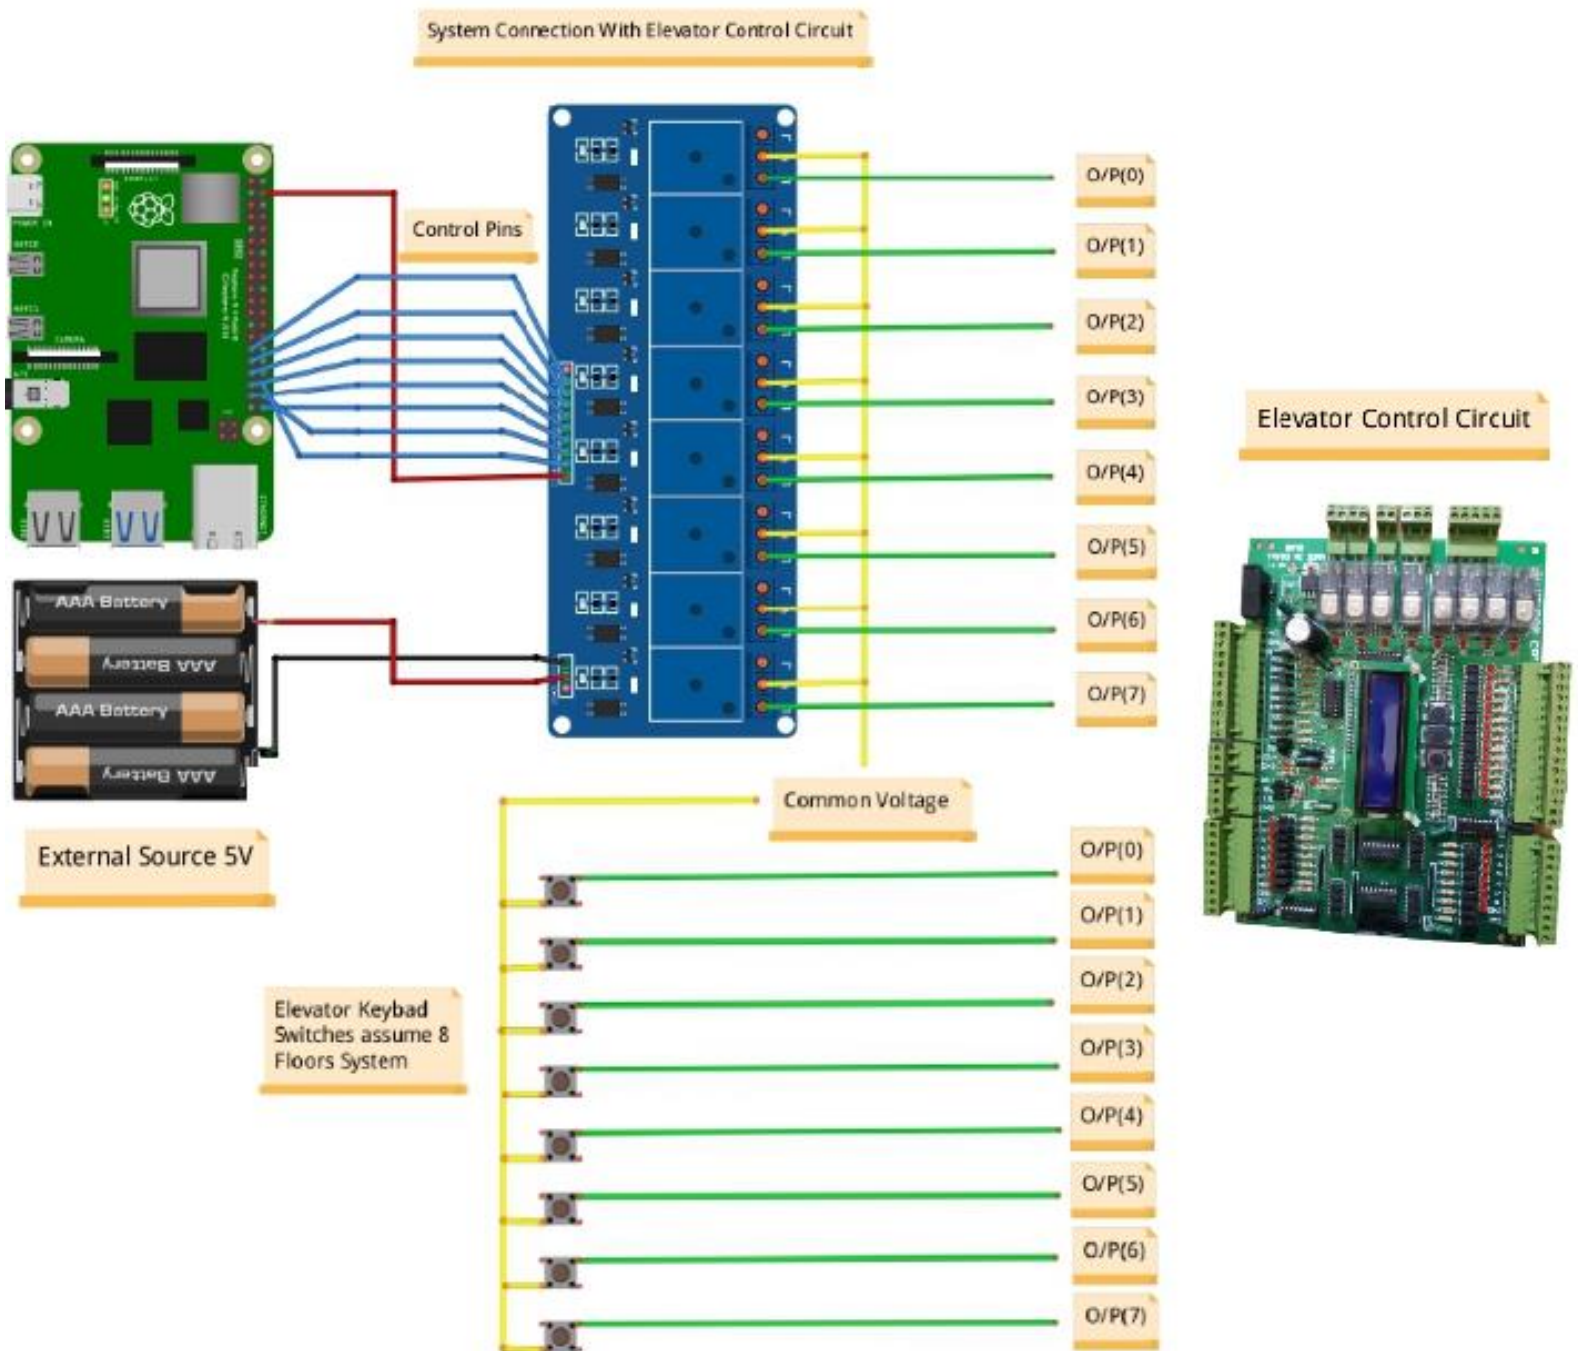 System Connection With Elevator Control Circuit
Control Pins
O/P(0)
O/P(1)
O/P(2)
O/P(3)
O/P(4)
O/P(5)
O/P(6)
O/P(7)
Elevator Control Circuit
AAA Battery
AAA Battery
AAA Battery
AAA Battery
External Source 5V
Common Voltage
Elevator Keybad
Switches assume 8
Floors System
O/P(0)
O/P(1)
O/P(2)
O/P(3)
O/P(4)
O/P(5)
O/P(6)
O/P(7)